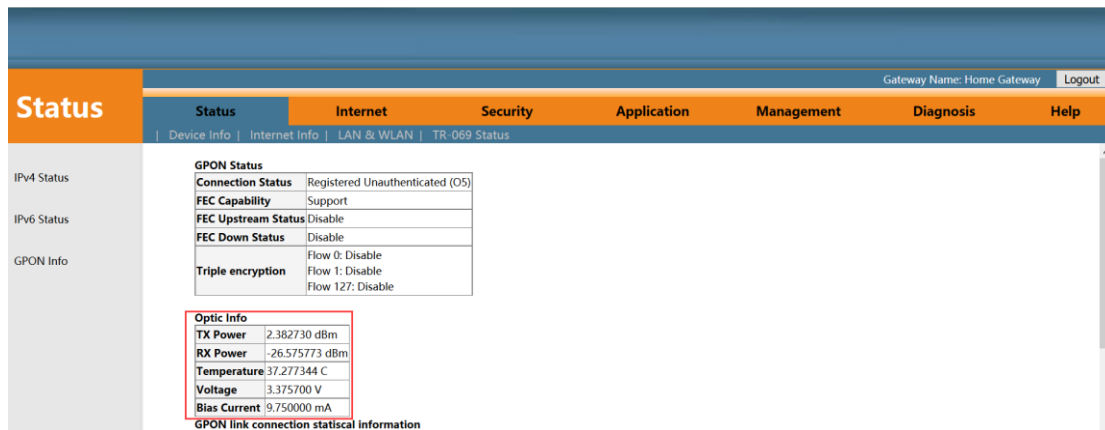 Gateway Name: Home Gateway Logout
Status
Status Internet Security Application Management Diagnosis Help
| Device Info | Internet Info | LAN & WLAN | TR-069 Status
IPv4 Status
IPv6 Status
GPON Info
GPON Status
Connection Status Registered Unauthenticated (O5)
FEC Capability Support
FEC Upstream Status Disable
FEC Down Status Disable
Triple encryption Flow 0: Disable
Flow 1: Disable
Flow 127: Disable
Optic Info
TX Power 2.382730 dBm
RX Power -26.575773 dBm
Temperature 37.277344 C
Voltage 3.375700 V
Bias Current 9.750000 mA
GPON link connection statiscal information